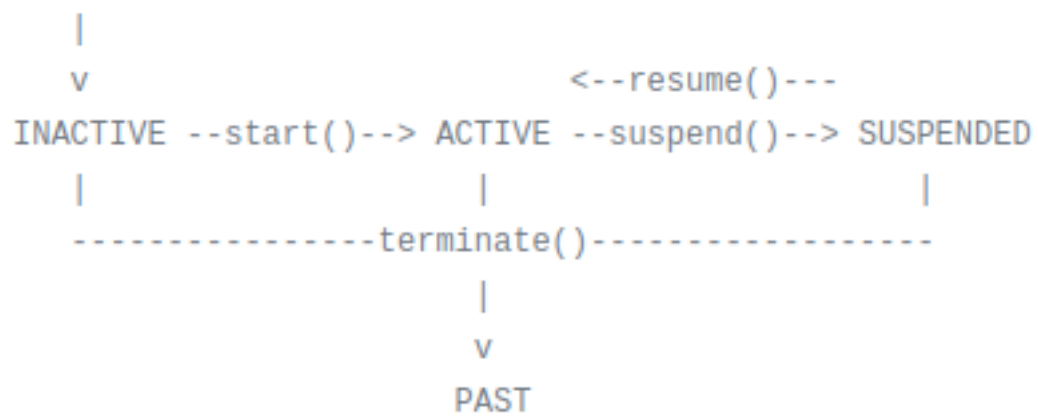 |
v <--resume()---
INACTIVE --start()--> ACTIVE --suspend()--> SUSPENDED
| | |
----------------terminate()------------------
|
v
PAST